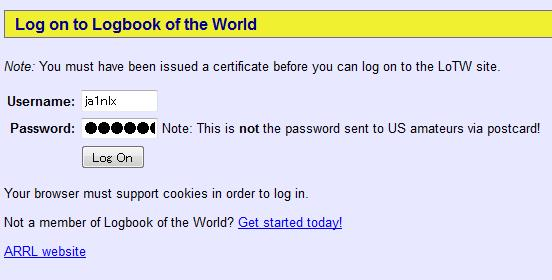 Log on to Logbook of the World
Note: You must have been issued a certificate before you can log on to the LoTW site.
Username: ja1nlx
Password: ●●●●●● Note: This is not the password sent to US amateurs via postcard!
Log On
Your browser must support cookies in order to log in.
Not a member of Logbook of the World? Get started today!
ARRL website